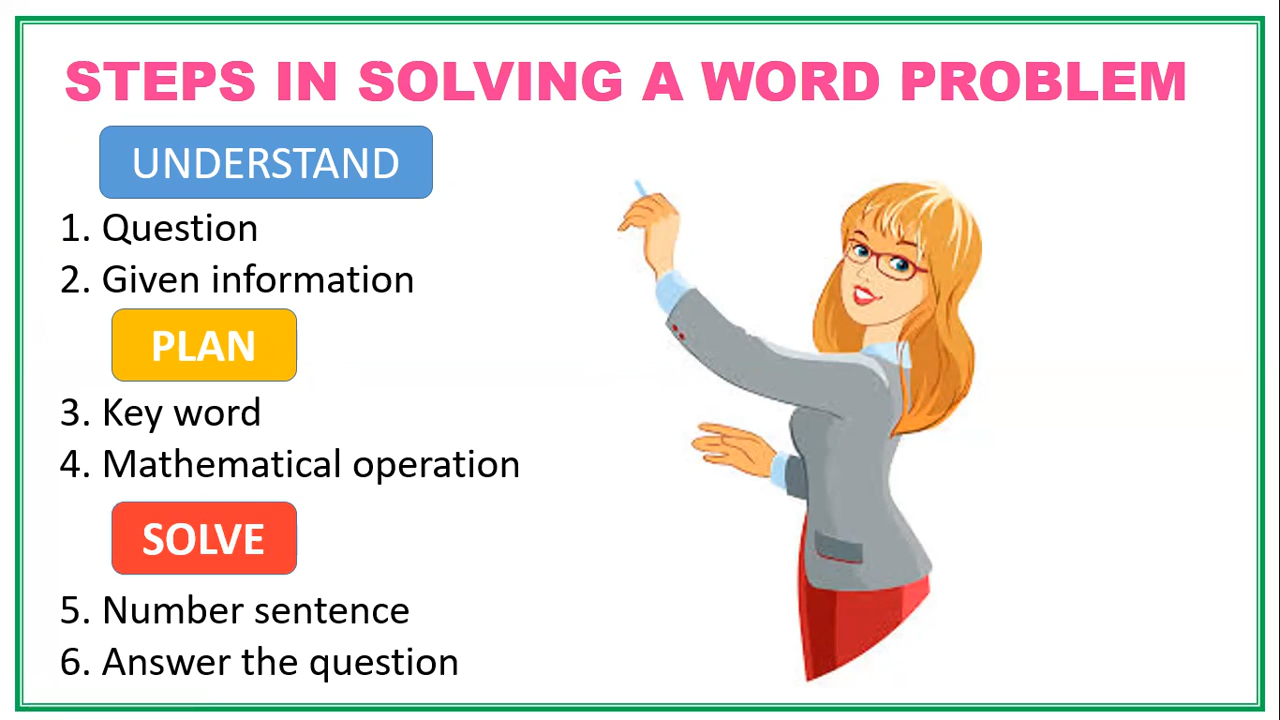 STEPS IN SOLVING A WORD PROBLEM
UNDERSTAND
1. Question
2. Given information
PLAN
3. Key word
4. Mathematical operation
SOLVE
5. Number sentence
6. Answer the question